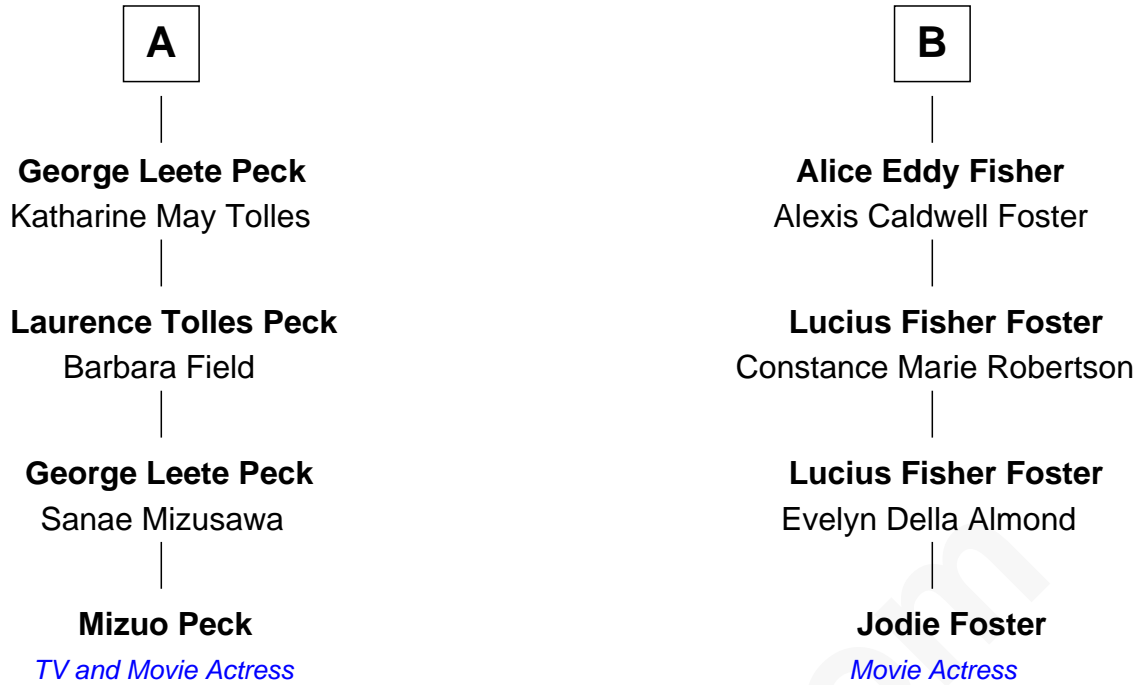 A
George Leete Peck
Katharine May Tolles
Laurence Tolles Peck
Barbara Field
George Leete Peck
Sanae Mizusawa
Mizuo Peck
TV and Movie Actress
B
Alice Eddy Fisher
Alexis Caldwell Foster
Lucius Fisher Foster
Constance Marie Robertson
Lucius Fisher Foster
Evelyn Della Almond
Jodie Foster
Movie Actress